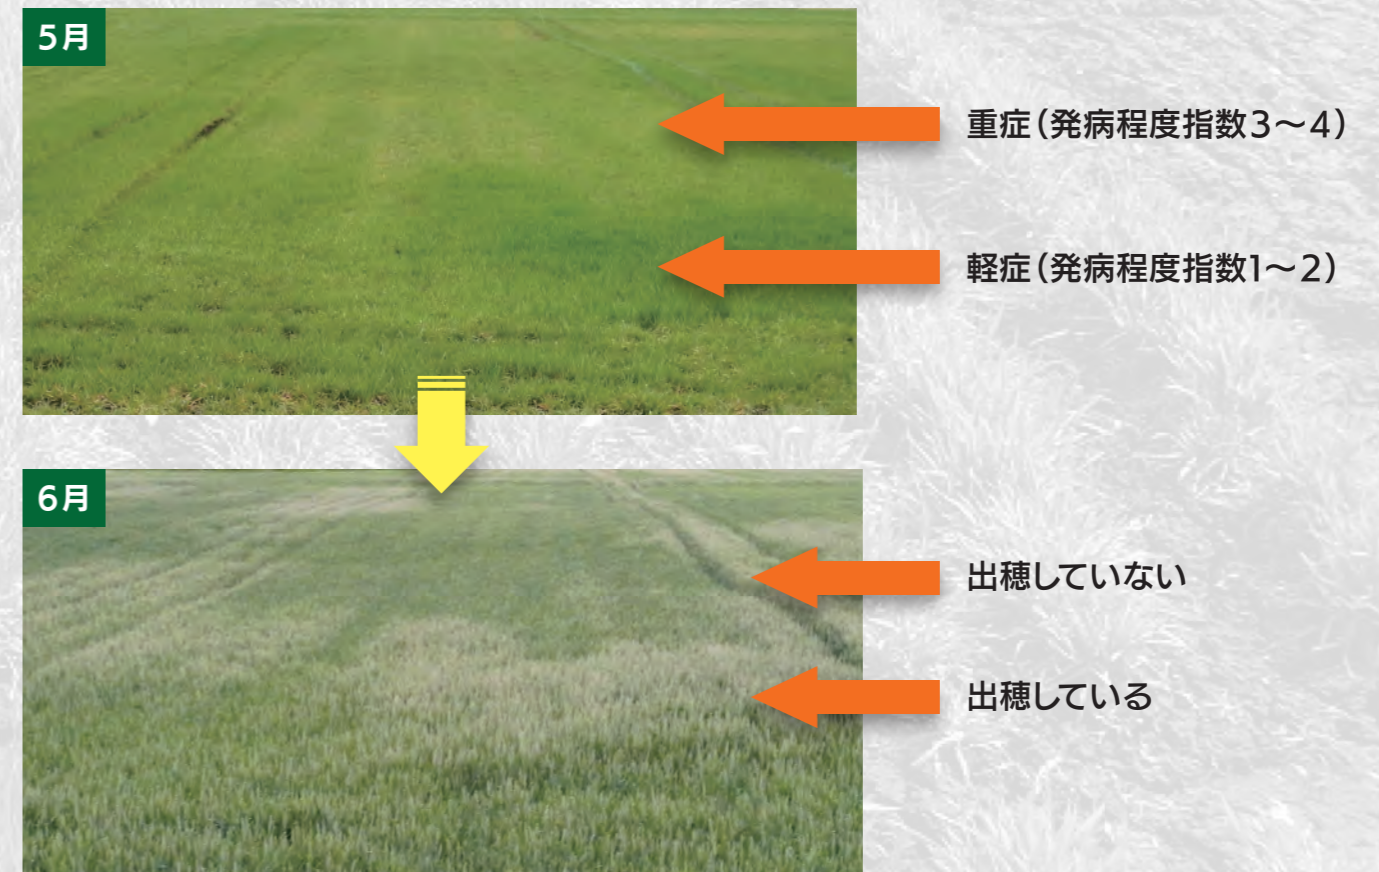 5月
重症(発病程度指数3～4)
軽症(発病程度指数1～2)
6月
出穂していない
出穂している